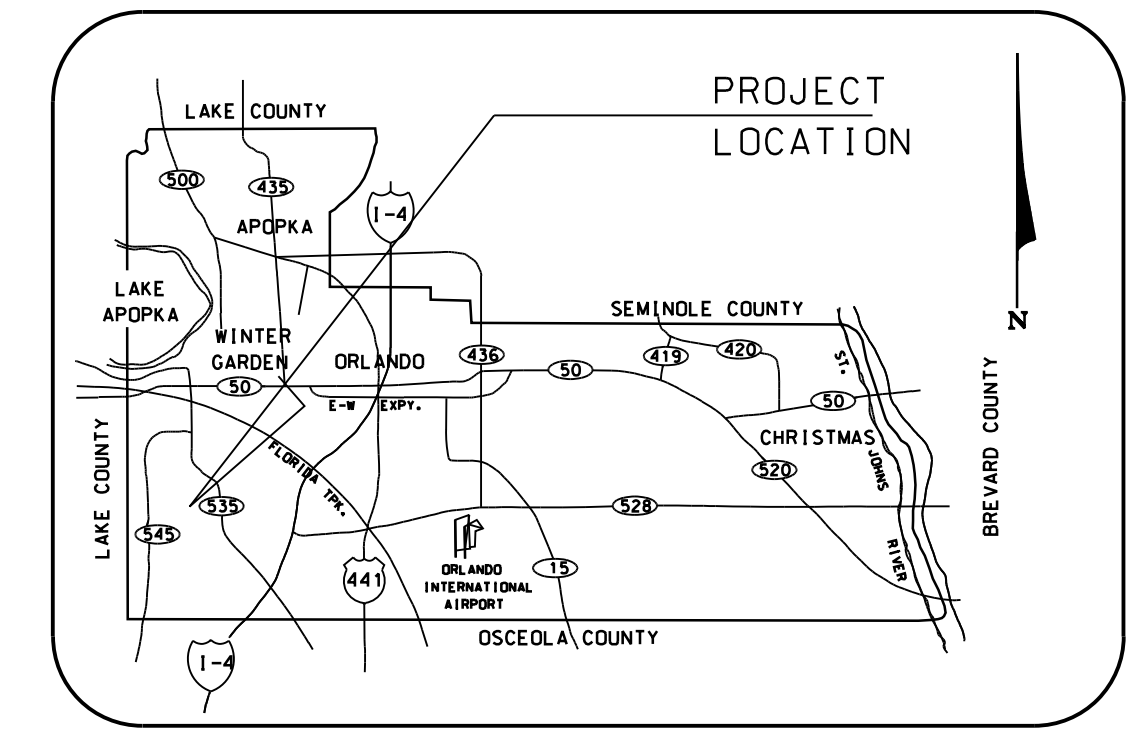 PROJECT
LOCATION
LAKE COUNTY
500
435
I-4
APOPKA
LAKE
APOPKA
SEMINOLE COUNTY
N
WINTER
GARDEN
ORLANDO
436
419
420
ST.
50
50
50
E-W EXPY.
CHRISTMAS
JOHNS
RIVER
LAKE COUNTY
BREVARD COUNTY
FLORIDA TPK.
520
535
528
545
441
ORLANDO
INTERNATIONAL
AIRPORT
15
OSCEOLA COUNTY
I-4